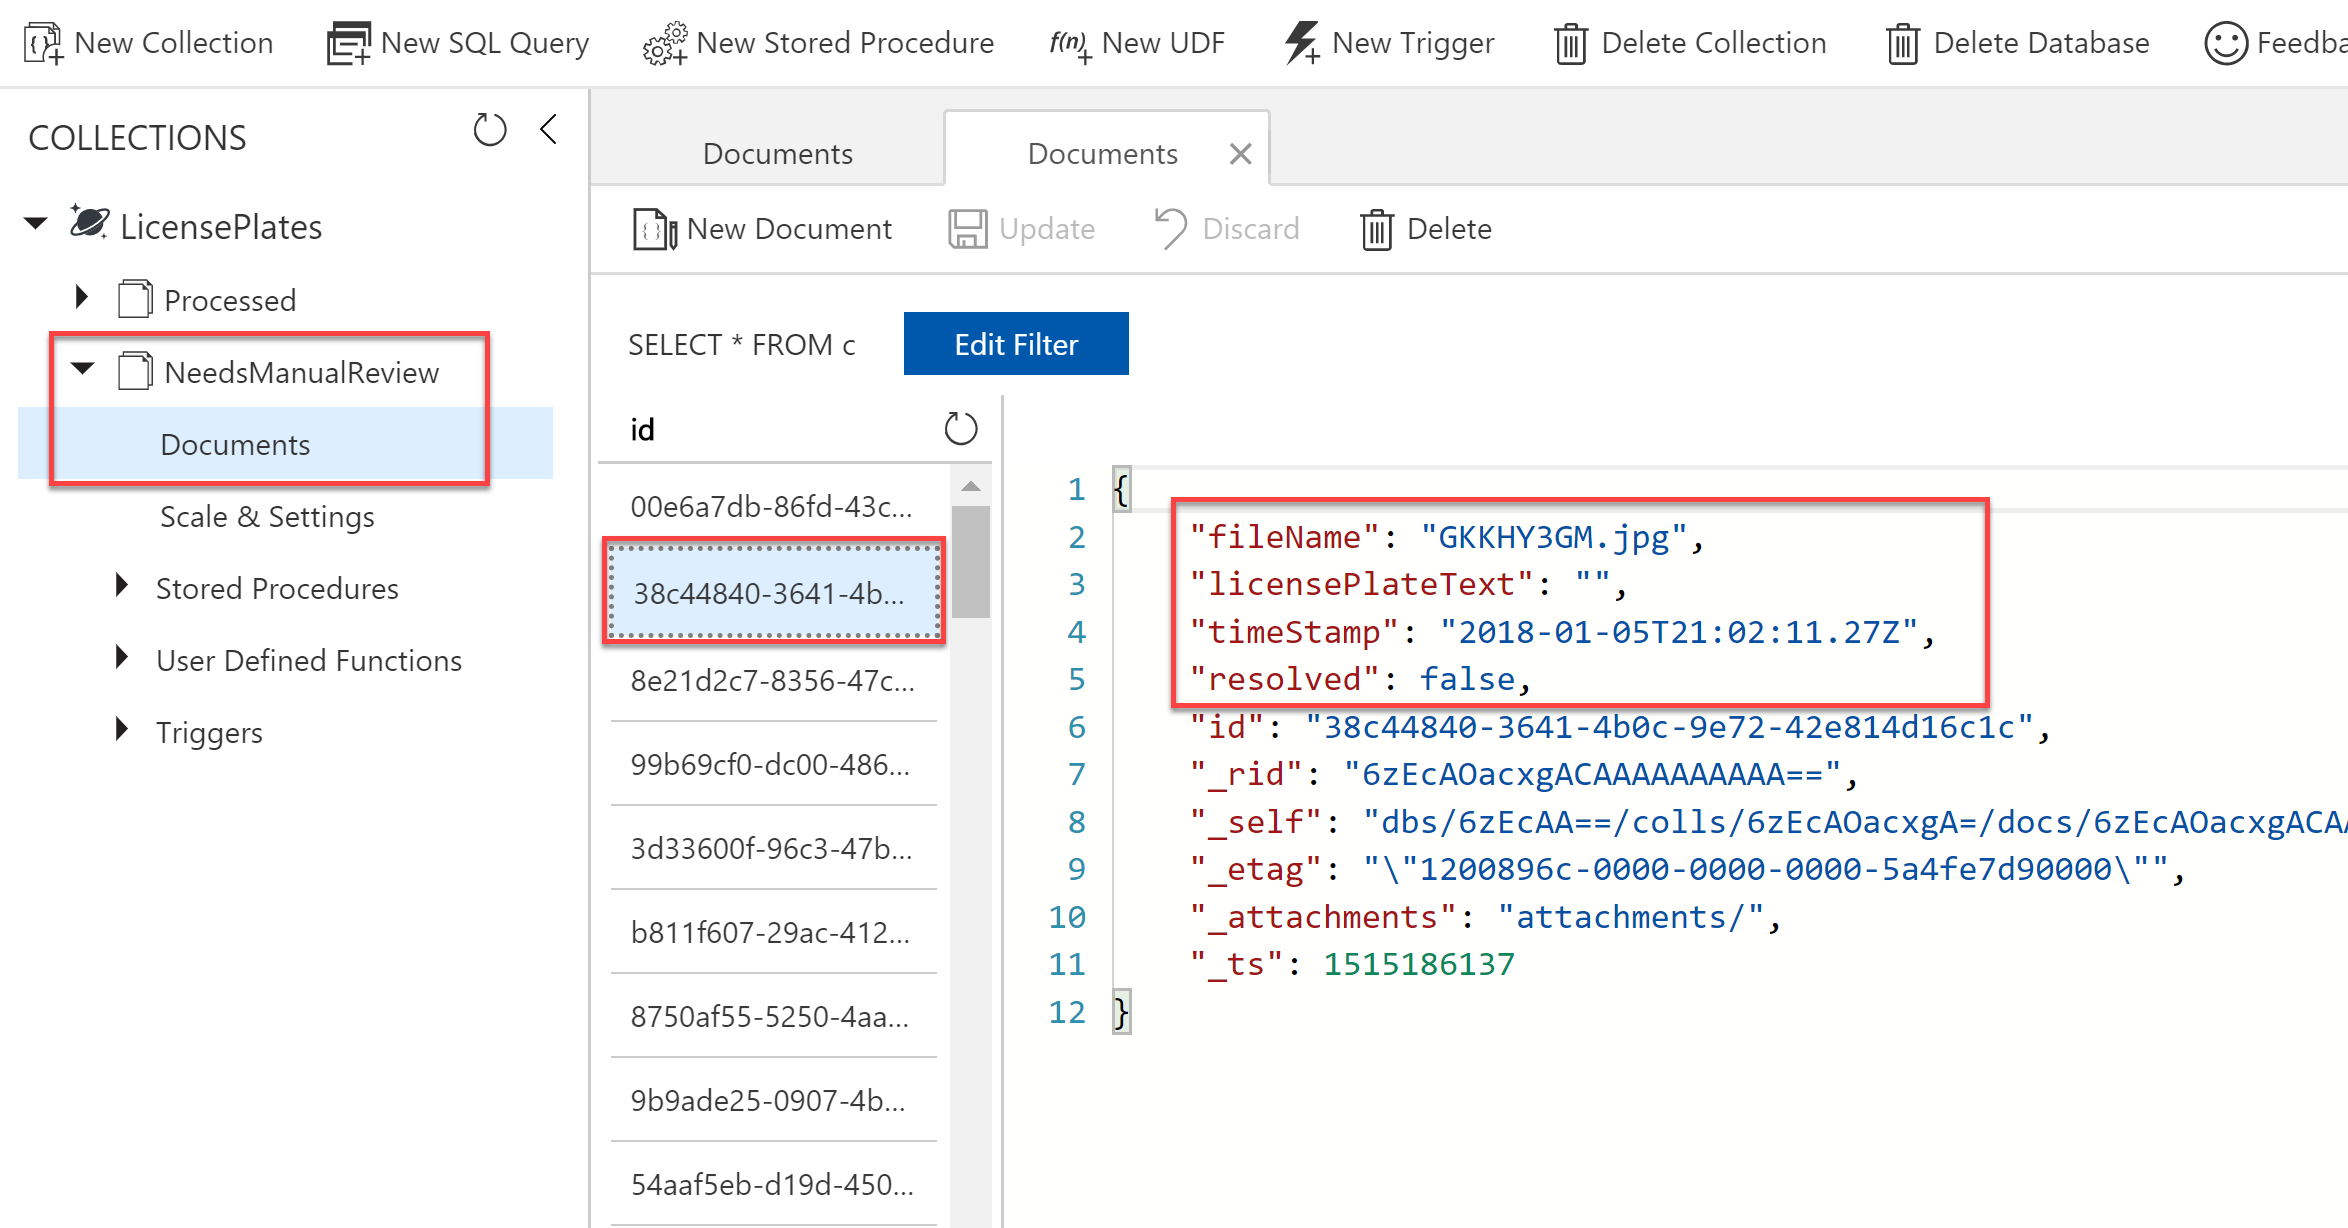 New Collection New SQL Query New Stored Procedure f(n) New UDF New Trigger Delete Collection Delete Database Feedba
COLLECTIONS
LicensePlates
Processed
NeedsManualReview
Documents
Scale & Settings
Stored Procedures
User Defined Functions
Triggers
Documents Documents
New Document Update Discard Delete
SELECT * FROM c Edit Filter
id
00e6a7db-86fd-43c...
38c44840-3641-4b...
8e21d2c7-8356-47c...
99b69cf0-dc00-486...
3d33600f-96c3-47b...
b811f607-29ac-412...
8750af55-5250-4aa...
9b9ade25-0907-4b...
54aaf5eb-d19d-450...
1 {
2 "fileName": "GKKHY3GM.jpg",
3 "licensePlateText": "",
4 "timeStamp": "2018-01-05T21:02:11.27Z",
5 "resolved": false,
6 "id": "38c44840-3641-4b0c-9e72-42e814d16c1c",
7 "_rid": "6zEcAOacxgACAAAAAAAAAA==",
8 "_self": "dbs/6zEcAA==/colls/6zEcAOacxgA=/docs/6zEcAOacxgACAA
9 "_etag": "\"1200896c-0000-0000-0000-5a4fe7d90000\"",
10 "_attachments": "attachments/",
11 "_ts": 1515186137
12 }